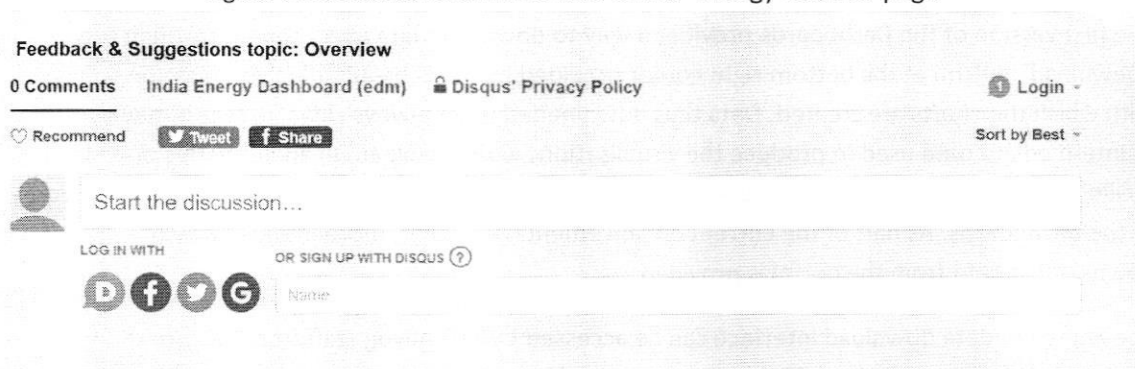 Feedback & Suggestions topic: Overview
0 Comments India Energy Dashboard (edm) Disqus' Privacy Policy 1 Login
Recommend Tweet f Share Sort by Best
Start the discussion...
LOG IN WITH OR SIGN UP WITH DISQUS ?
D f G Name